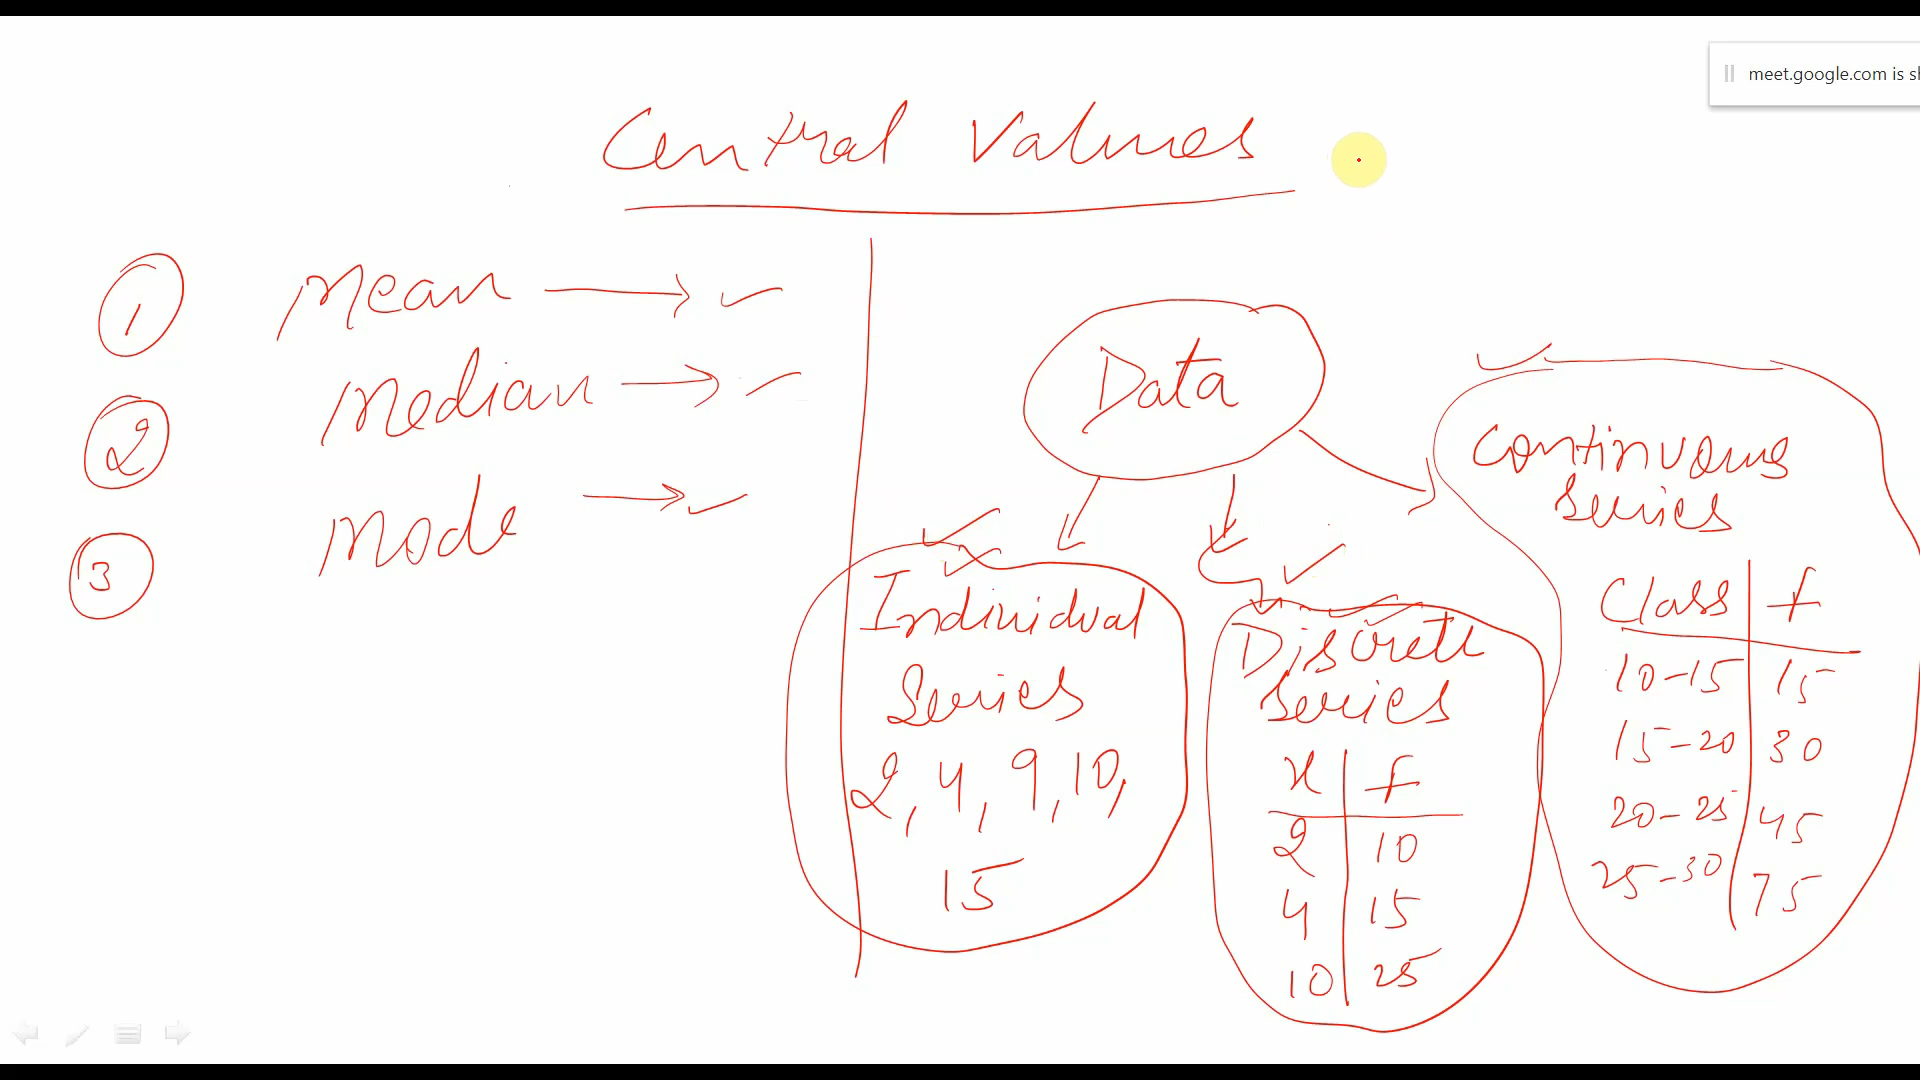 meet.google.com is sh
Central Values
1 Mean
2 Median
3 Mode
Data
Individual
Series
2, 4, 9, 10,
15
Discrete
Series
x f
2 10
4 15
10 25
Continuous
Series
Class f
10-15 15
15-20 30
20-25 45
25-30 75